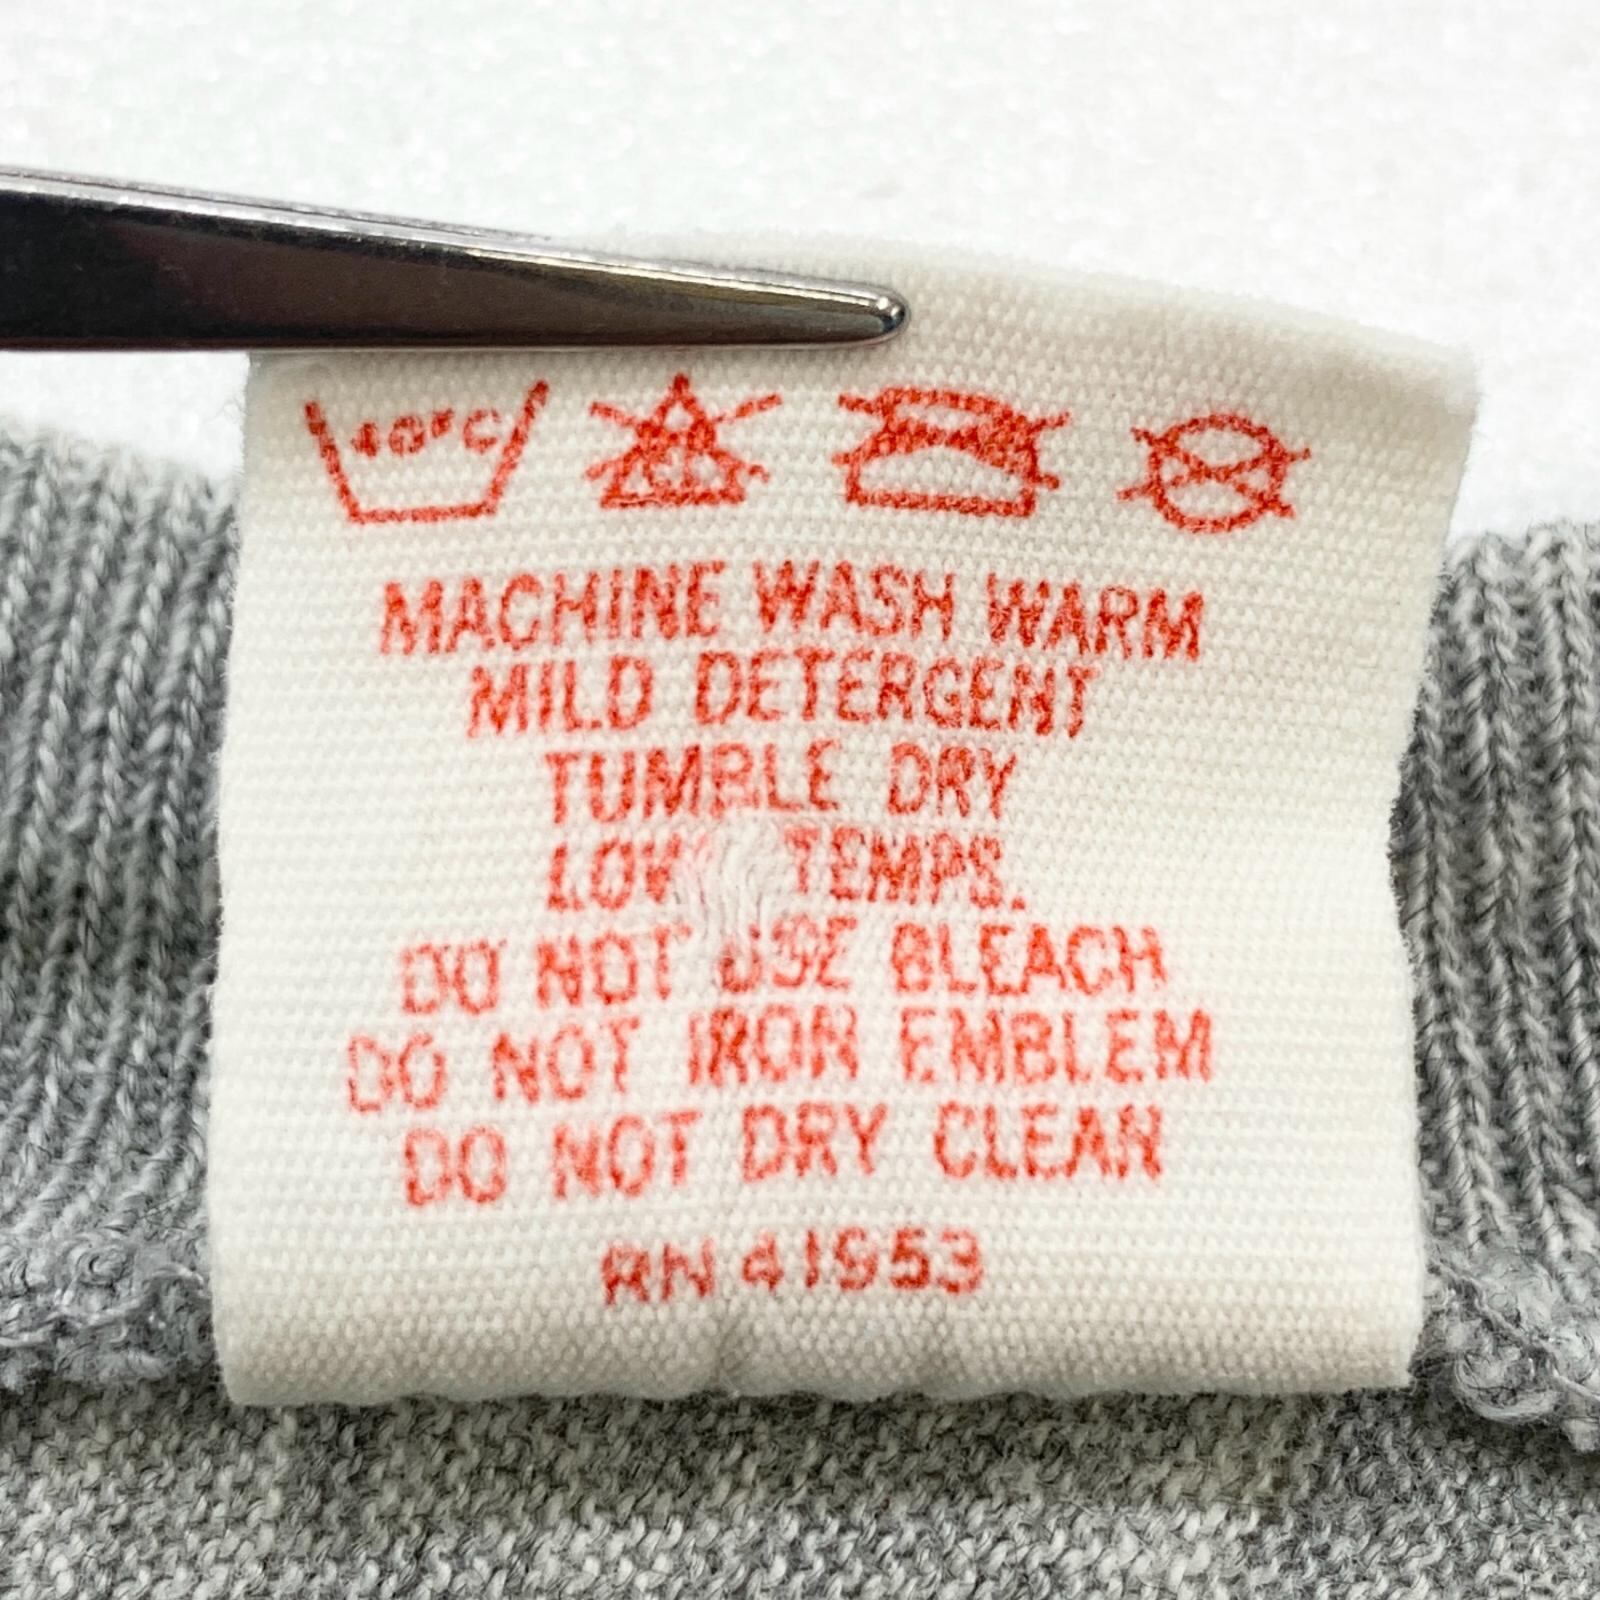 40°C
MACHINE WASH WARM
MILD DETERGENT
TUMBLE DRY
LOW TEMPS.
DO NOT USE BLEACH
DO NOT IRON EMBLEM
DO NOT DRY CLEAN
RN 41953